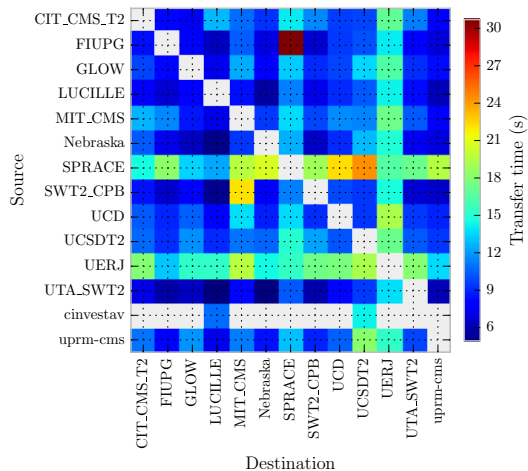 CIT_CMS_T2
FIUPG
GLOW
LUCILLE
MIT_CMS
Nebraska
SPRACE
SWT2_CPB
UCD
UCSDT2
UERJ
UTA_SWT2
cinvestav
uprm-cms
Source
CIT_CMS_T2
FIUPG
GLOW
LUCILLE
MIT_CMS
Nebraska
SPRACE
SWT2_CPB
UCD
UCSDT2
UERJ
UTA_SWT2
uprm-cms
Destination
30
27
24
21
18
15
12
9
6
Transfer time (s)